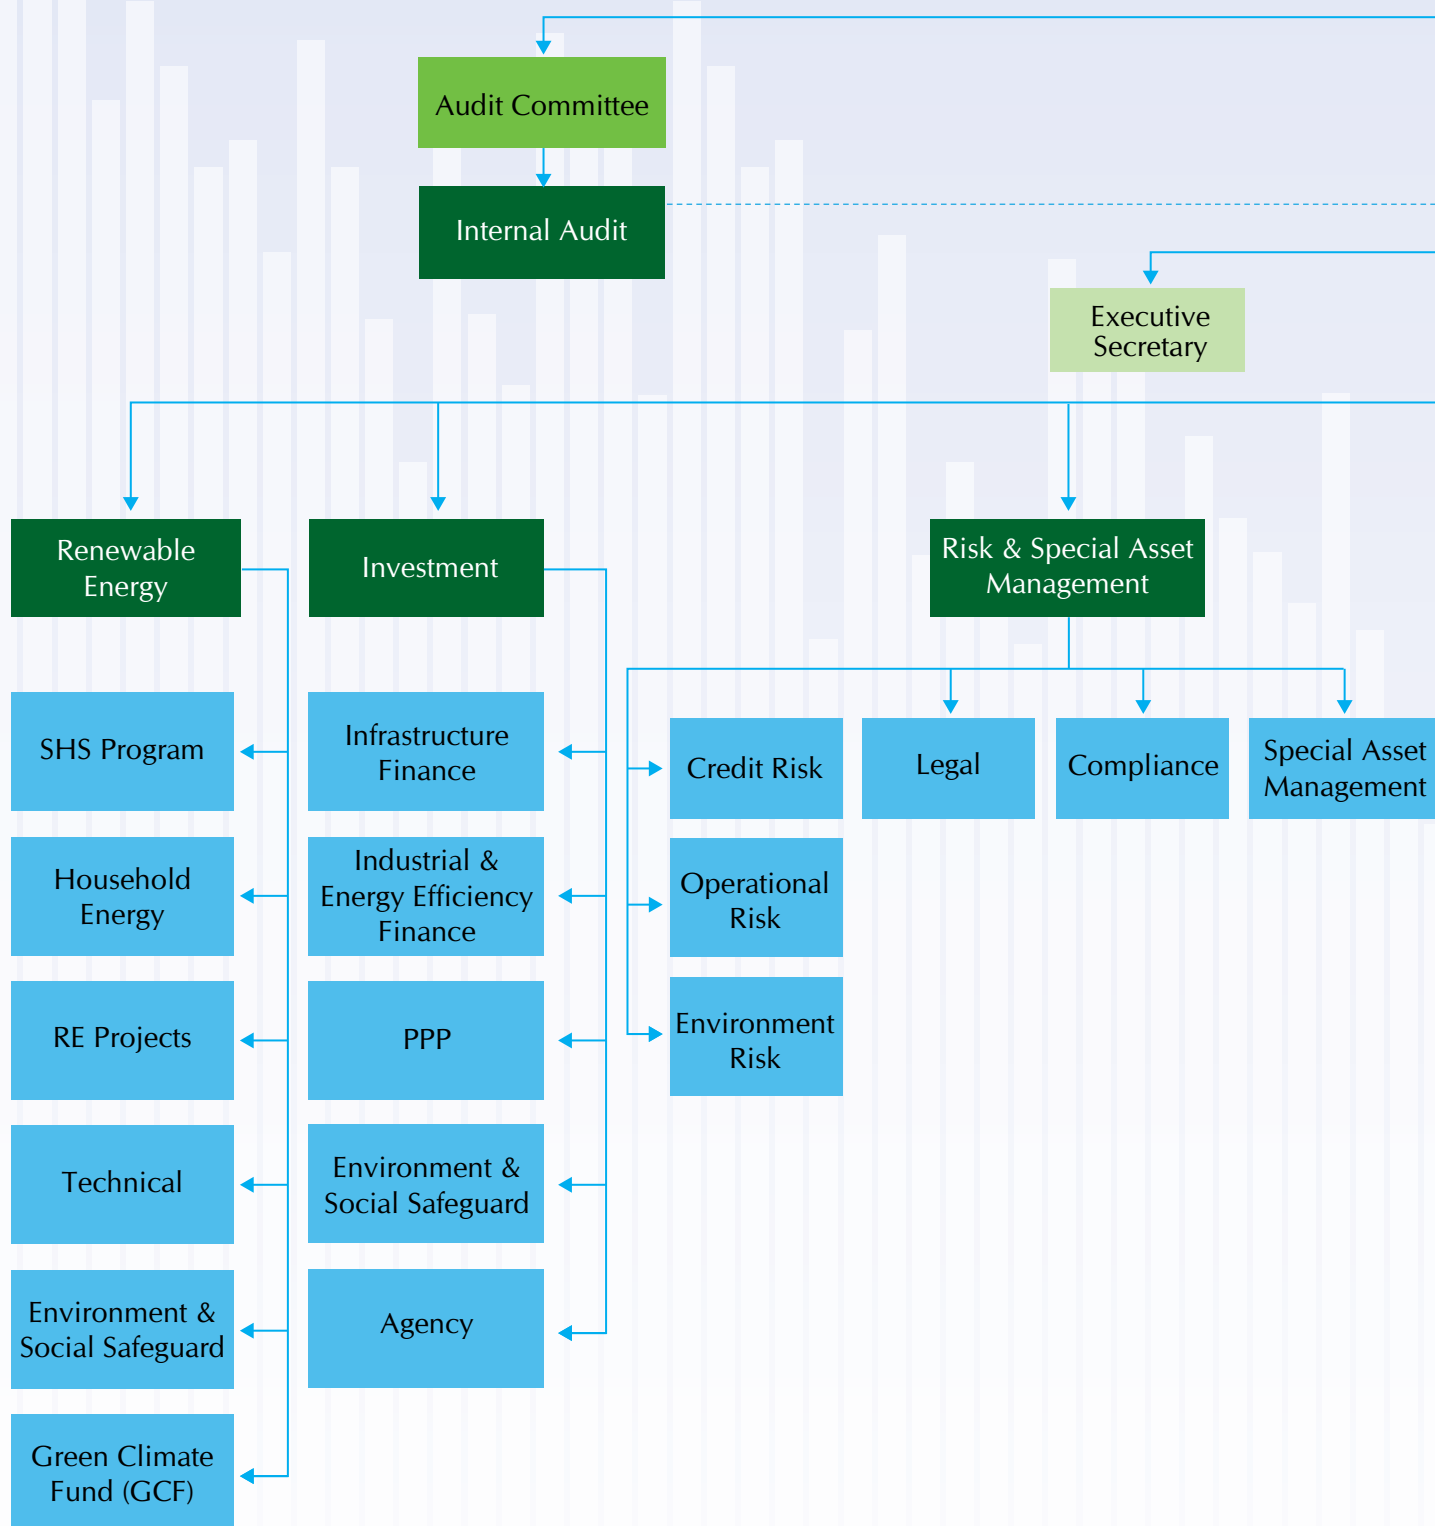 Audit Committee
Internal Audit
Executive
Secretary
Renewable
Energy
Investment
Risk & Special Asset
Management
SHS Program
Household
Energy
RE Projects
Technical
Environment &
Social Safeguard
Green Climate
Fund (GCF)
Infrastructure
Finance
Industrial &
Energy Efficiency
Finance
PPP
Environment &
Social Safeguard
Agency
Credit Risk
Operational
Risk
Environment
Risk
Legal
Compliance
Special Asset
Management